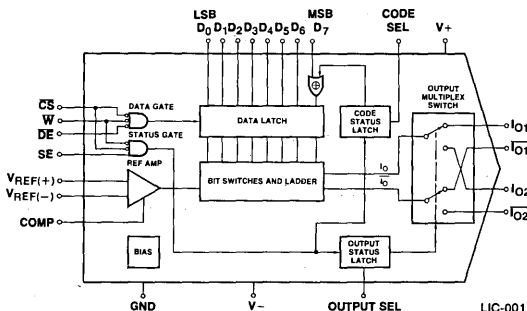 LSB MSB CODE
D0 D1 D2 D3 D4 D5 D6 D7 SEL V+
CS DATA GATE
W
DE STATUS GATE
SE REF AMP
VREF(+)
VREF(−)
COMP
DATA LATCH
CODE
STATUS
LATCH
OUTPUT
MULTIPLEX
SWITCH
BIT SWITCHES AND LADDER
IO
IO
IO1
IO1
IO2
IO2
BIAS
OUTPUT
STATUS
LATCH
GND V− OUTPUT SEL LIC-001